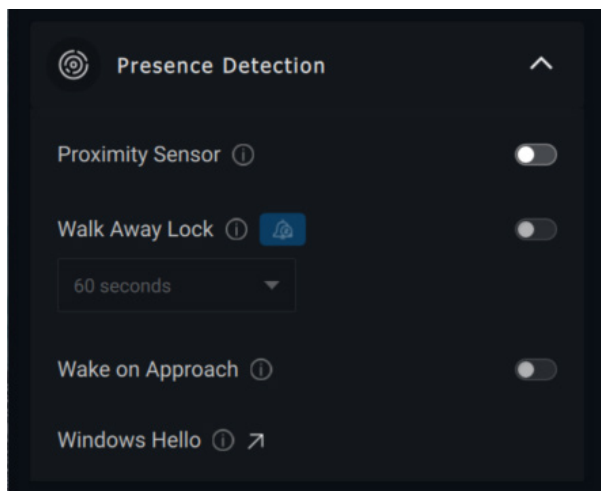 Presence Detection
Proximity Sensor
Walk Away Lock
60 seconds
Wake on Approach
Windows Hello